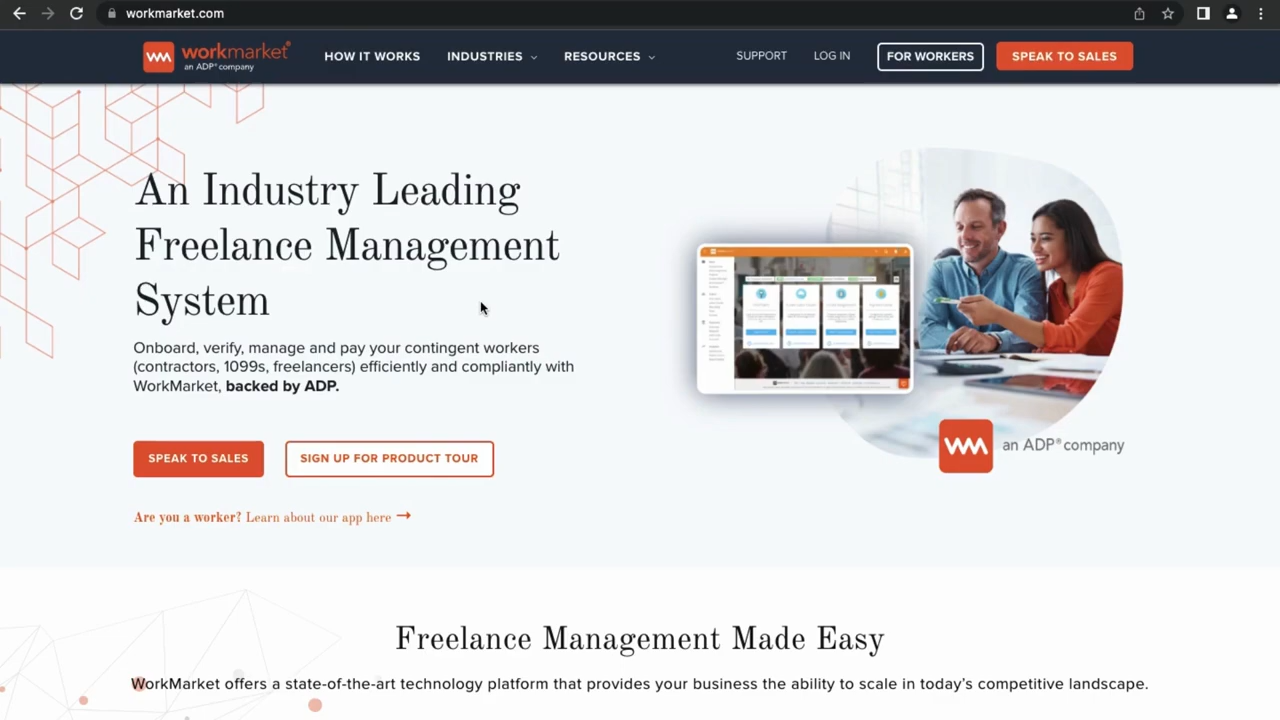 workmarket.com
workmarket®
an ADP® company
HOW IT WORKS
INDUSTRIES
RESOURCES
SUPPORT
LOG IN
FOR WORKERS
SPEAK TO SALES
An Industry Leading
Freelance Management
System
Onboard, verify, manage and pay your contingent workers
(contractors, 1099s, freelancers) efficiently and compliantly with
WorkMarket, backed by ADP.
SPEAK TO SALES
SIGN UP FOR PRODUCT TOUR
Are you a worker? Learn about our app here →
an ADP® company
Freelance Management Made Easy
WorkMarket offers a state-of-the-art technology platform that provides your business the ability to scale in today's competitive landscape.